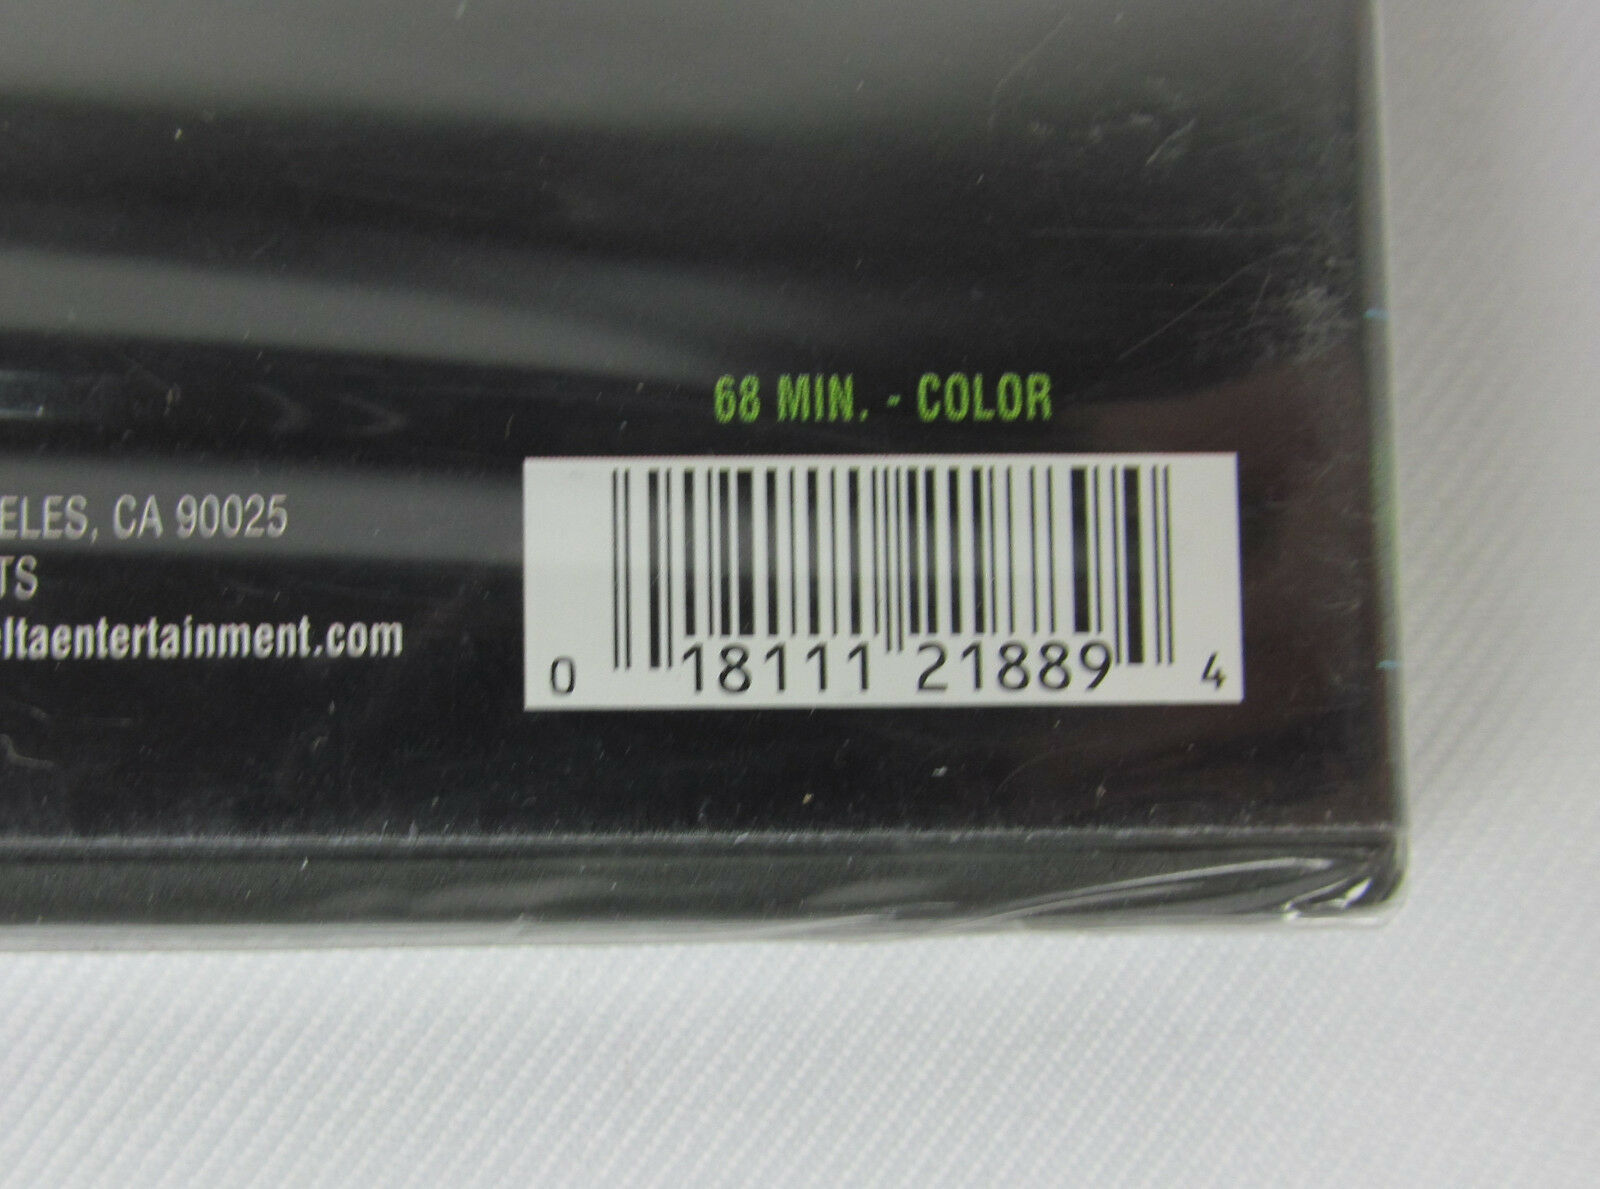 68 MIN. - COLOR
ELES, CA 90025
TS
eltaentertainment.com
0 18111 21889 4